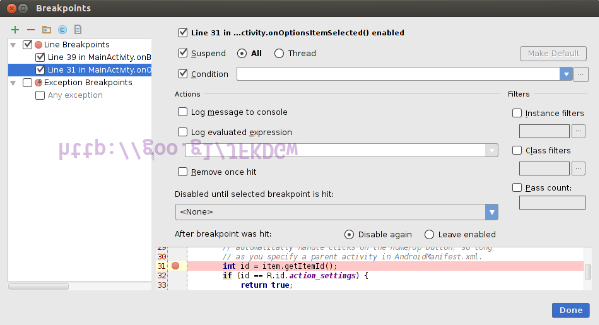 Breakpoints
Line 31 in ...ctivity.onOptionsItemSelected() enabled
Line Breakpoints
Line 39 in MainActivity.onB
Line 31 in MainActivity.onO
Exception Breakpoints
Any exception
Suspend All Thread
Make Default
Condition
Actions
Filters
Log message to console
Instance filters
Log evaluated expression
Class filters
http://goo.gl/JFKDGW
Remove once hit
Pass count:
Disabled until selected breakpoint is hit:
<None>
After breakpoint was hit: Disable again Leave enabled
29 // automatically handle clicks on the Home/Up button, so long
30 // as you specify a parent activity in AndroidManifest.xml.
31 int id = item.getItemId();
32 if (id == R.id.action_settings) {
33 return true;
Done